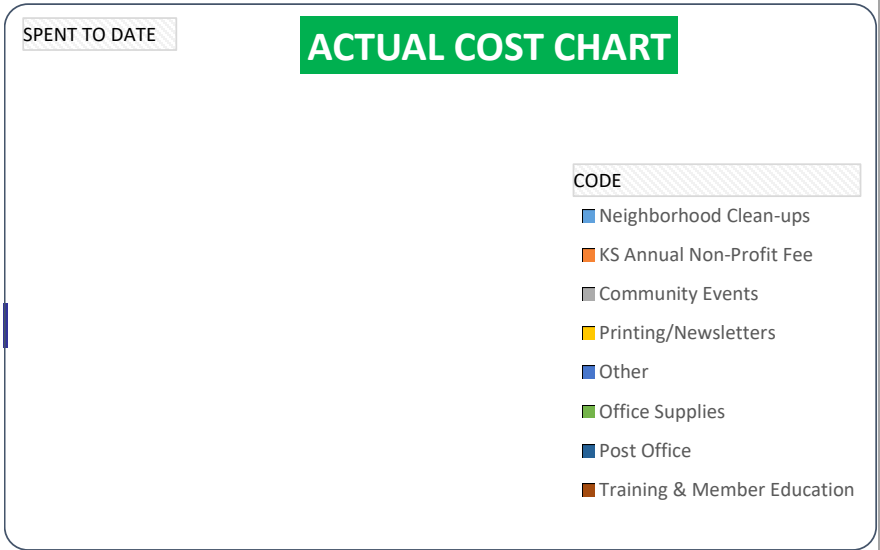 SPENT TO DATE
ACTUAL COST CHART
CODE
Neighborhood Clean-ups
KS Annual Non-Profit Fee
Community Events
Printing/Newsletters
Other
Office Supplies
Post Office
Training & Member Education